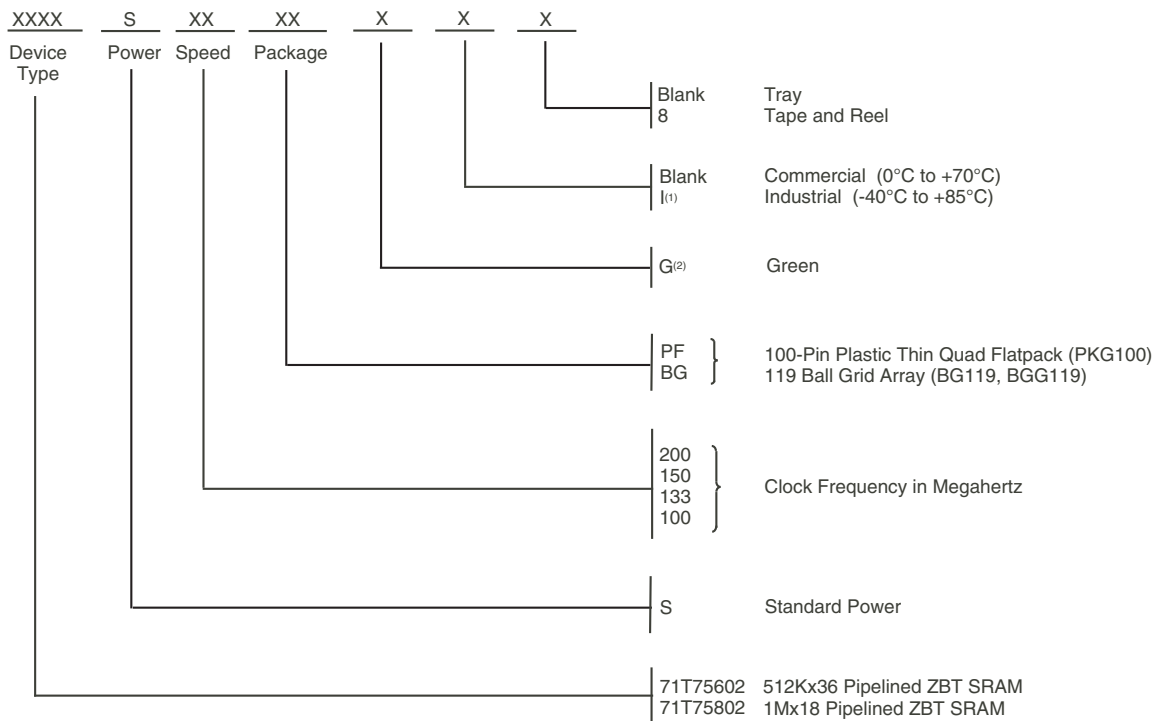 XXXX S XX XX X X X
Device Type Power Speed Package
Blank Tray
8 Tape and Reel
Blank Commercial (0°C to +70°C)
I(1) Industrial (-40°C to +85°C)
G(2) Green
PF 100-Pin Plastic Thin Quad Flatpack (PKG100)
BG 119 Ball Grid Array (BG119, BGG119)
200
150
133
100
Clock Frequency in Megahertz
S Standard Power
71T75602 512Kx36 Pipelined ZBT SRAM
71T75802 1Mx18 Pipelined ZBT SRAM